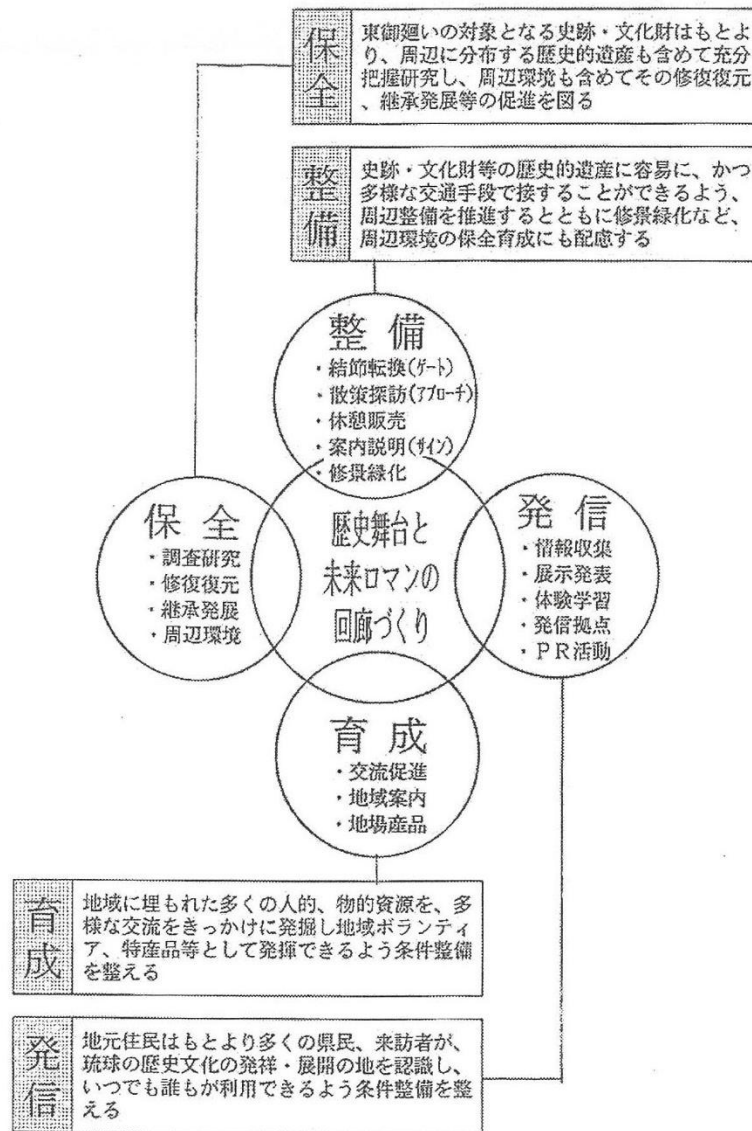 保全
東御廻いの対象となる史跡・文化財はもとよ
り、周辺に分布する歴史的遺産も含めて充分
把握研究し、周辺環境も含めてその修復復元
、継承発展等の促進を図る
整備
史跡・文化財等の歴史的遺産に容易に、かつ
多様な交通手段で接することができるよう、
周辺整備を推進するとともに修景緑化など、
周辺環境の保全育成にも配慮する
整備
・結節転換(ゲート)
・散策探訪(アプローチ)
・休憩販売
・案内説明(サイン)
・修景緑化
保全
・調査研究
・修復復元
・継承発展
・周辺環境
歴史舞台と
未来ロマンの
回廊づくり
発信
・情報収集
・展示発表
・体験学習
・発信拠点
・PR活動
育成
・交流促進
・地域案内
・地場産品
育成
地域に埋もれた多くの人的、物的資源を、多
様な交流をきっかけに発掘し地域ボランティ
ア、特産品等として発揮できるよう条件整備
を整える
発信
地元住民はもとより多くの県民、来訪者が、
琉球の歴史文化の発祥・展開の地を認識し、
いつでも誰もが利用できるよう条件整備を整
える